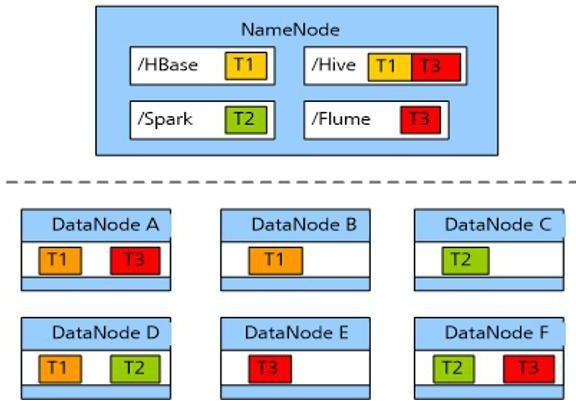 NameNode
/HBase T1 /Hive T1 T3
/Spark T2 /Flume T3
DataNode A DataNode B DataNode C
T1 T3 T1 T2
DataNode D DataNode E DataNode F
T1 T2 T3 T2 T3